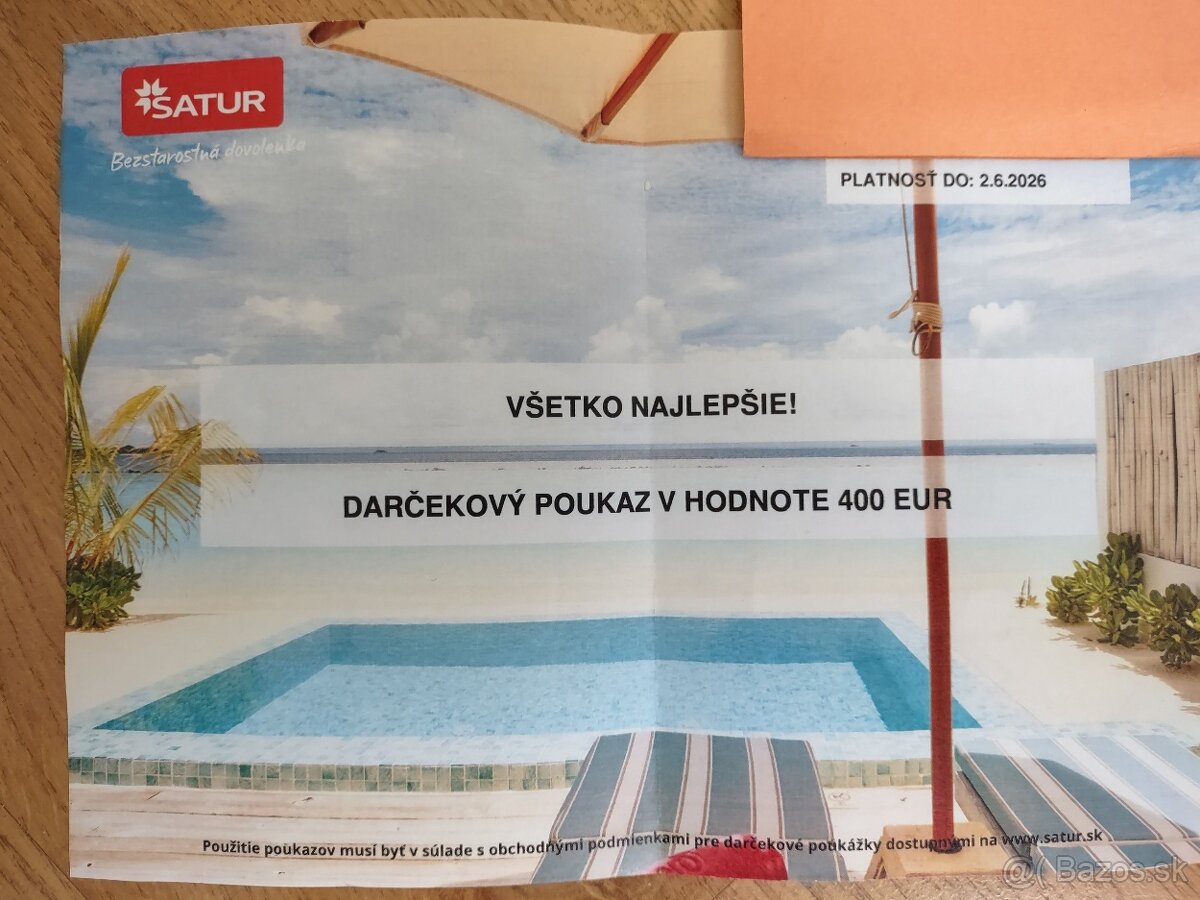 SATUR
Bezstarostná dovolenka
PLATNOSŤ DO: 2.6.2026
VŠETKO NAJLEPŠIE!
DARČEKOVÝ POUKAZ V HODNOTE 400 EUR
Použitie poukazov musí byť v súlade s obchodnými podmienkami pre darčekové poukážky dostupnými na www.satur.sk
@( Bazos.sk